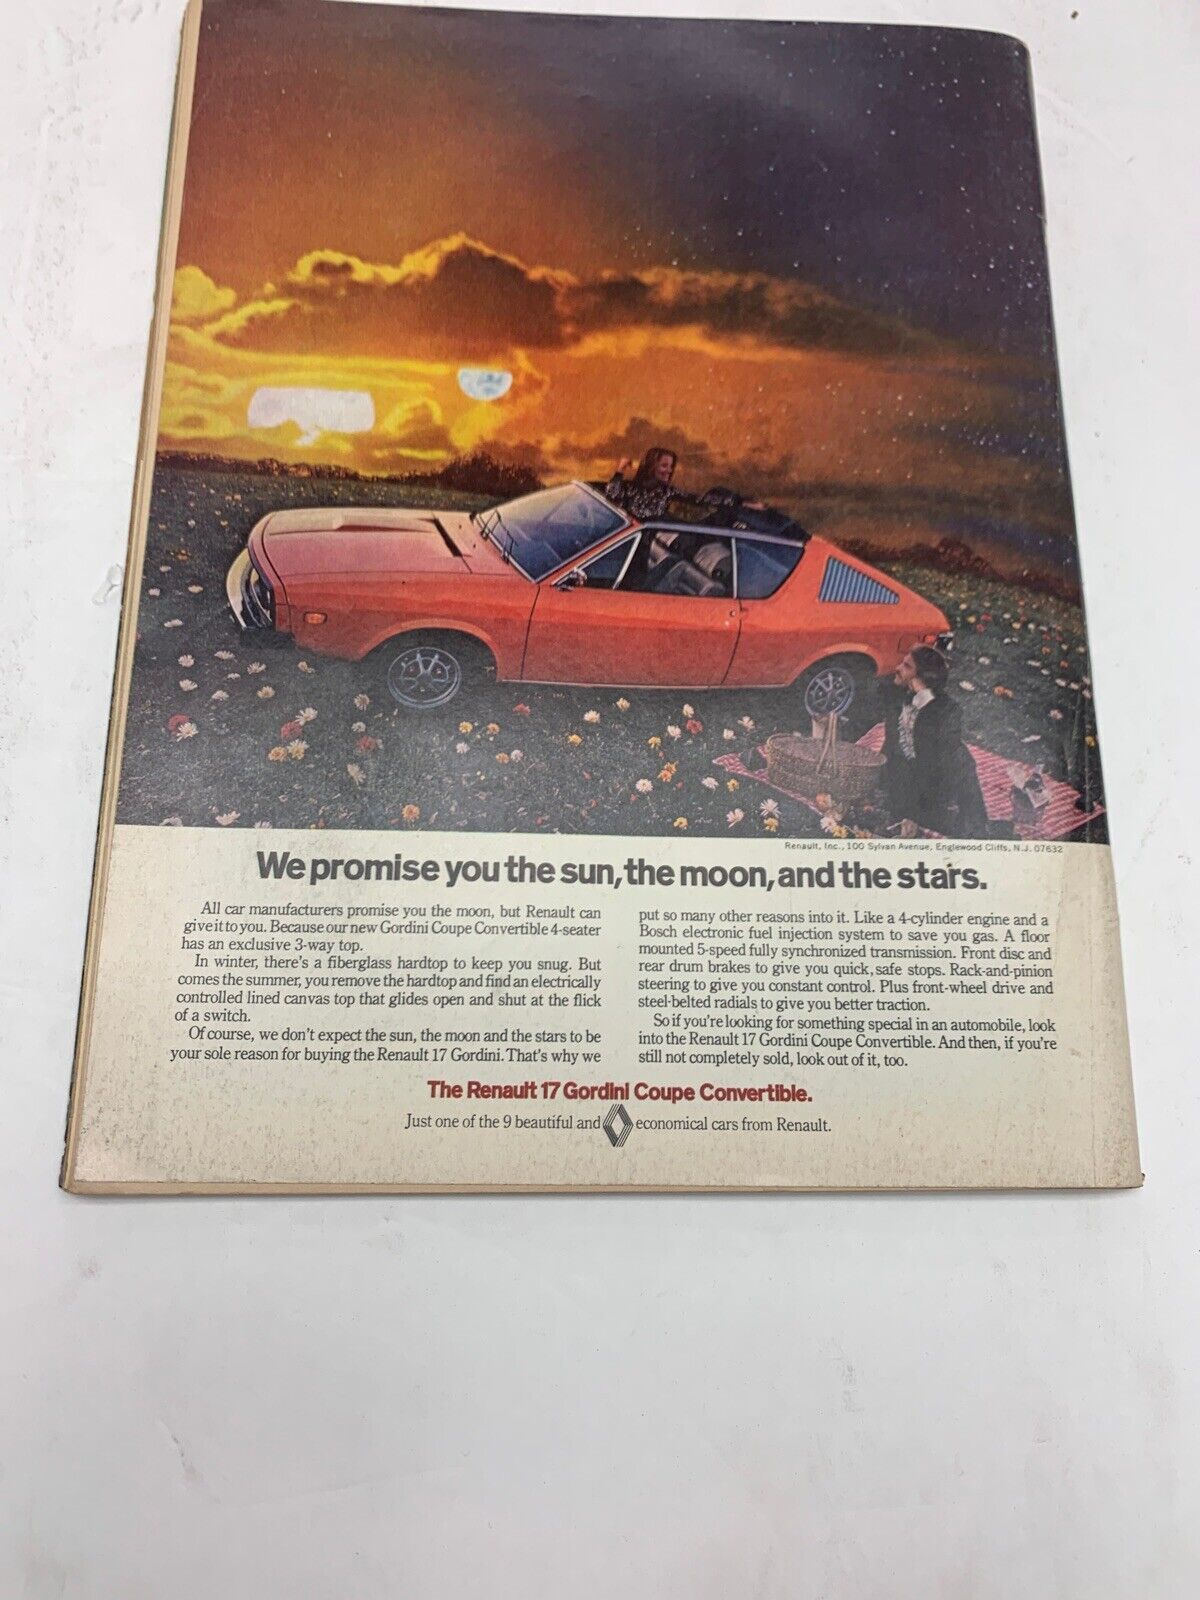 Renault, Inc., 100 Sylvan Avenue, Englewood Cliffs, N.J. 07632
We promise you the sun, the moon, and the stars.
All car manufacturers promise you the moon, but Renault can
give it to you. Because our new Gordini Coupe Convertible 4-seater
has an exclusive 3-way top.
In winter, there's a fiberglass hardtop to keep you snug. But
comes the summer, you remove the hardtop and find an electrically
controlled lined canvas top that glides open and shut at the flick
of a switch.
Of course, we don't expect the sun, the moon and the stars to be
your sole reason for buying the Renault 17 Gordini. That's why we
put so many other reasons into it. Like a 4-cylinder engine and a
Bosch electronic fuel injection system to save you gas. A floor
mounted 5-speed fully synchronized transmission. Front disc and
rear drum brakes to give you quick, safe stops. Rack-and-pinion
steering to give you constant control. Plus front-wheel drive and
steel-belted radials to give you better traction.
So if you're looking for something special in an automobile, look
into the Renault 17 Gordini Coupe Convertible. And then, if you're
still not completely sold, look out of it, too.
The Renault 17 Gordini Coupe Convertible.
Just one of the 9 beautiful and economical cars from Renault.